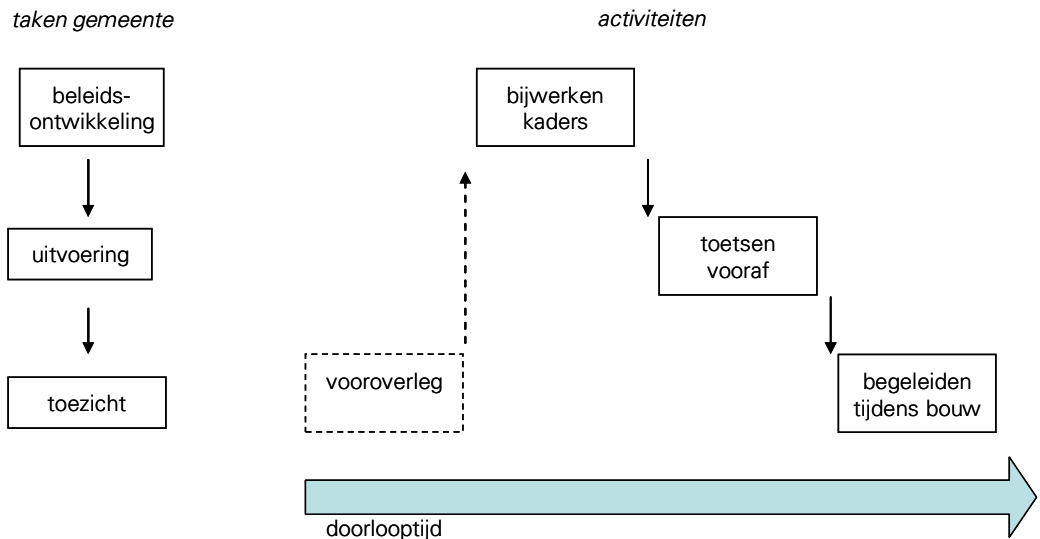 taken gemeente
activiteiten
beleids-
ontwikkeling
bijwerken
kaders
uitvoering
toetsen
vooraf
toezicht
vooroverleg
begeleiden
tijdens bouw
doorlooptijd